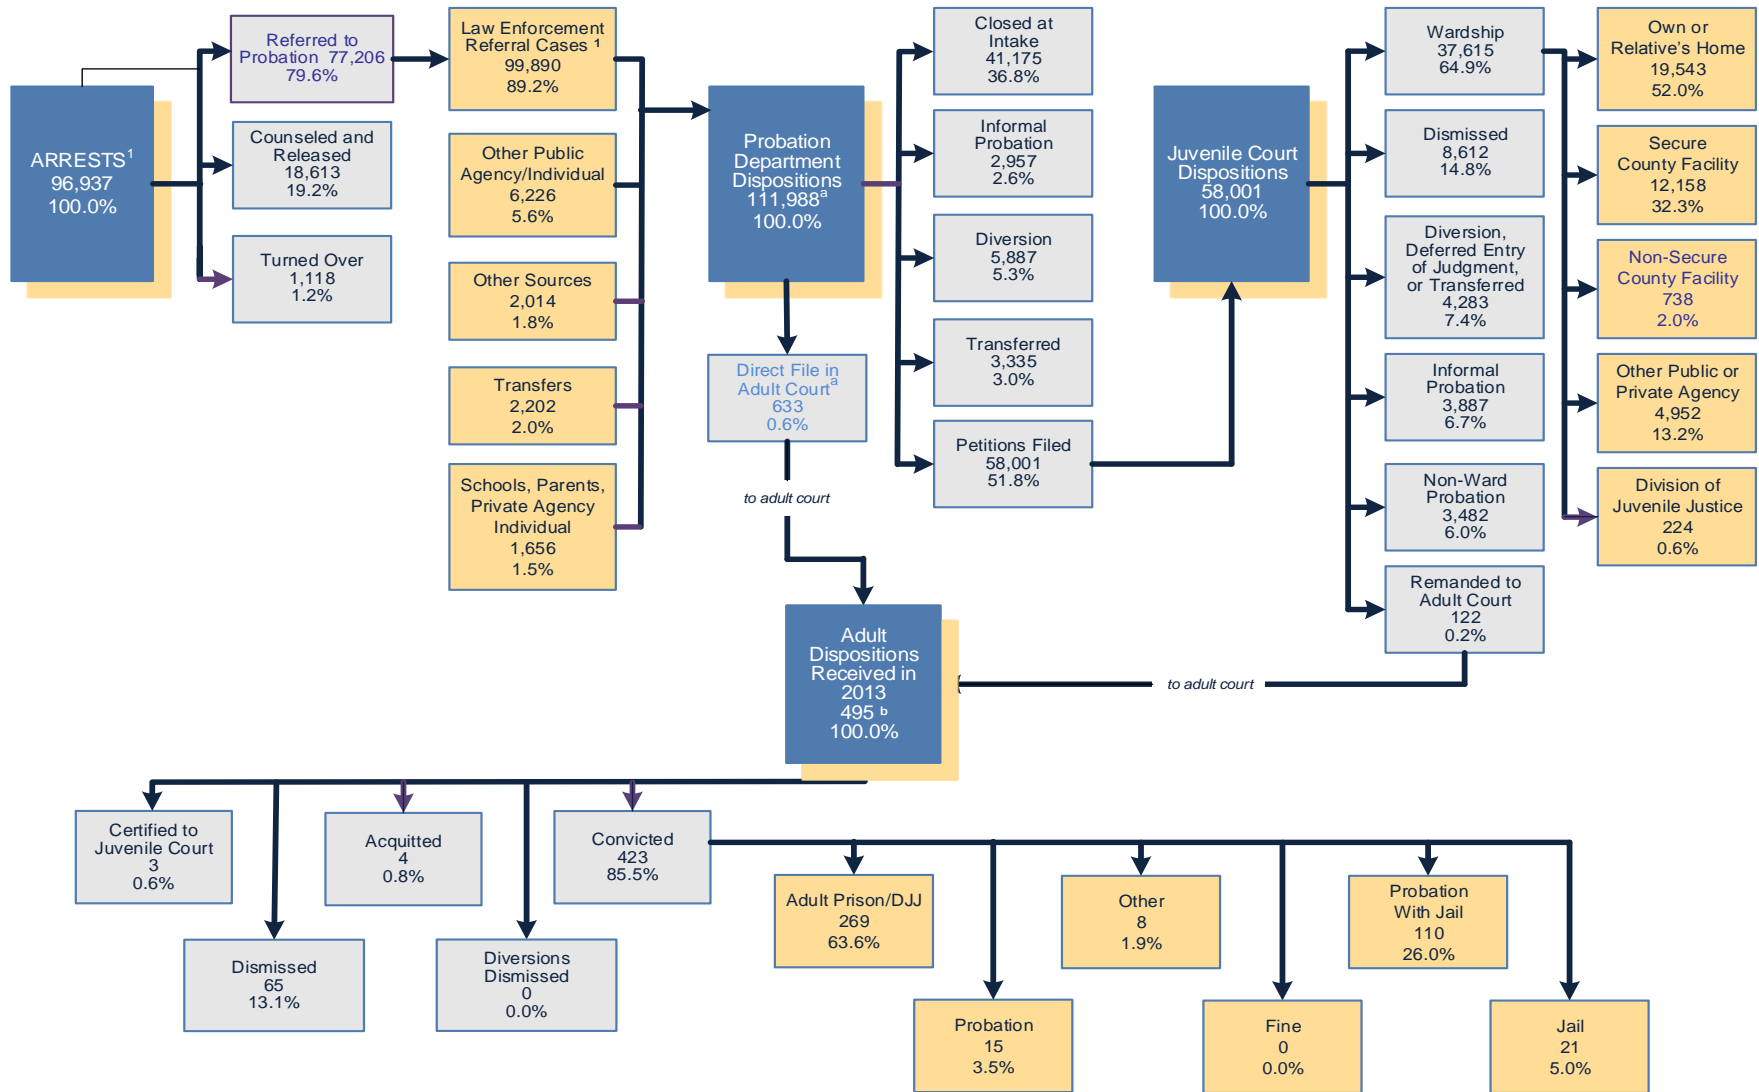 ARRESTS1
96,937
100.0%
Referred to
Probation 77,206
79.6%
Counseled and
Released
18,613
19.2%
Turned Over
1,118
1.2%
Law Enforcement
Referral Cases 1
99,890
89.2%
Other Public
Agency/Individual
6,226
5.6%
Other Sources
2,014
1.8%
Transfers
2,202
2.0%
Schools, Parents,
Private Agency
Individual
1,656
1.5%
Probation
Department
Dispositions
111,988a
100.0%
Direct File in
Adult Courta
633
0.6%
to adult court
Closed at
Intake
41,175
36.8%
Informal
Probation
2,957
2.6%
Diversion
5,887
5.3%
Transferred
3,335
3.0%
Petitions Filed
58,001
51.8%
Juvenile Court
Dispositions
58,001
100.0%
Wardship
37,615
64.9%
Dismissed
8,612
14.8%
Diversion,
Deferred Entry
of Judgment,
or Transferred
4,283
7.4%
Informal
Probation
3,887
6.7%
Non-Ward
Probation
3,482
6.0%
Remanded to
Adult Court
122
0.2%
to adult court
Own or
Relative's Home
19,543
52.0%
Secure
County Facility
12,158
32.3%
Non-Secure
County Facility
738
2.0%
Other Public or
Private Agency
4,952
13.2%
Division of
Juvenile Justice
224
0.6%
Adult
Dispositions
Received in
2013
495 b
100.0%
Certified to
Juvenile Court
3
0.6%
Dismissed
65
13.1%
Acquitted
4
0.8%
Diversions
Dismissed
0
0.0%
Convicted
423
85.5%
Adult Prison/DJJ
269
63.6%
Probation
15
3.5%
Other
8
1.9%
Fine
0
0.0%
Probation
With Jail
110
26.0%
Jail
21
5.0%